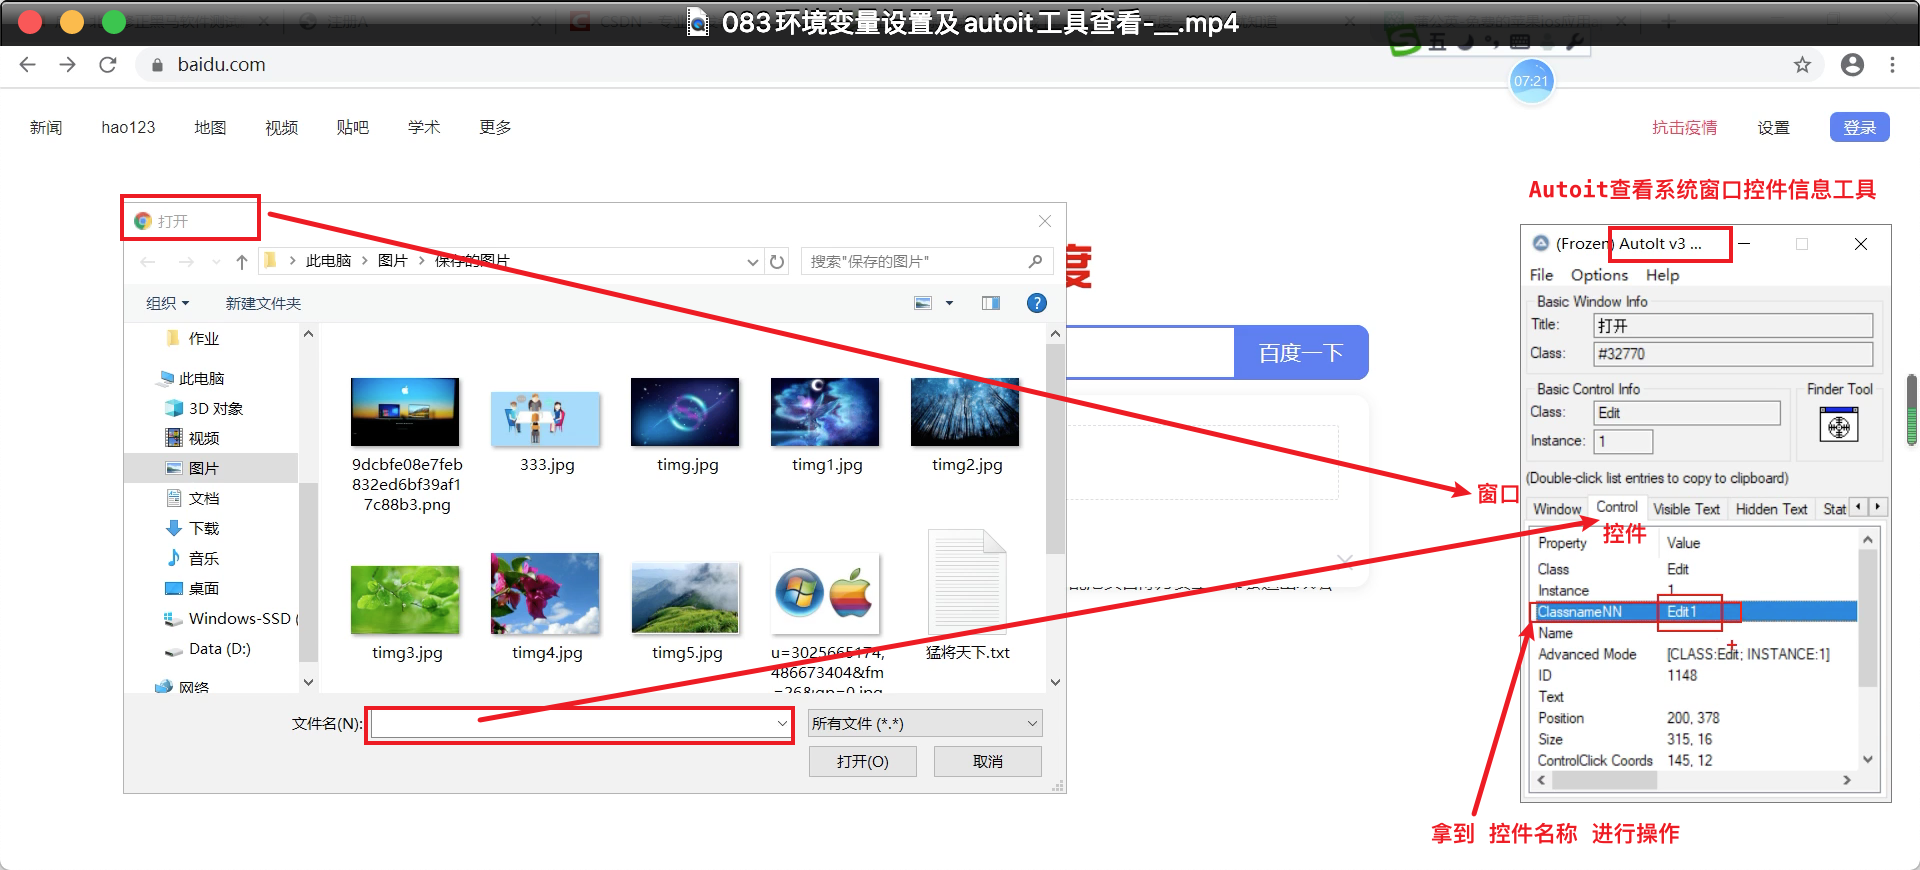 083环境变量设置及autoit工具查看-__.mp4
五
baidu.com
07:21
新闻 hao123 地图 视频 贴吧 学术 更多
抗击疫情 设置 登录
Autoit查看系统窗口控件信息工具
打开
此电脑 > 图片 > 保存的图片
搜索"保存的图片"
组织 新建文件夹
作业
此电脑
3D 对象
视频
图片
文档
下载
音乐
桌面
Windows-SSD (
Data (D:)
网络
9dcbfe08e7feb
832ed6bf39af1
7c88b3.png
333.jpg
timg.jpg
timg1.jpg
timg2.jpg
timg3.jpg
timg4.jpg
timg5.jpg
u=3025665174,
486673404&fm
=26&gp=0.jpg
猛将天下.txt
文件名(N):
所有文件 (*.*)
打开(O) 取消
度
百度一下
(Frozen) AutoIt v3 ...
File Options Help
Basic Window Info
Title: 打开
Class: #32770
Basic Control Info
Class: Edit
Instance: 1
Finder Tool
(Double-click list entries to copy to clipboard)
窗口
Window Control Visible Text Hidden Text Stat
控件
Property Value
Class Edit
Instance 1
ClassnameNN Edit1
Name
Advanced Mode [CLASS:Edit; INSTANCE:1]
ID 1148
Text
Position 200, 378
Size 315, 16
ControlClick Coords 145, 12
拿到 控件名称 进行操作